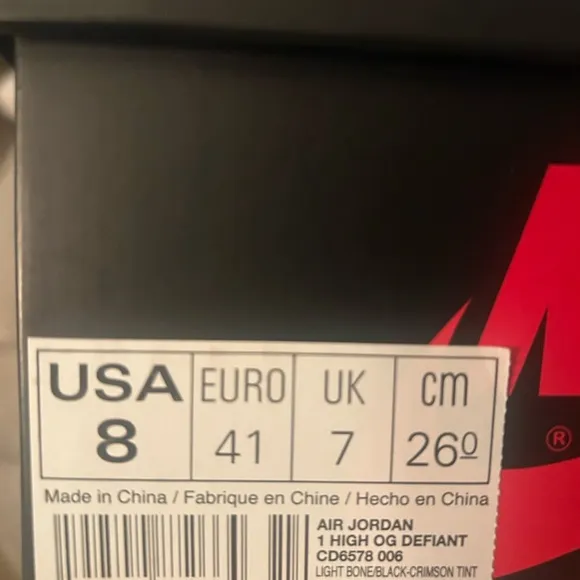 USA EURO UK cm
8 41 7 260
Made in China / Fabrique en Chine / Hecho en China
AIR JORDAN
1 HIGH OG DEFIANT
CD6578 006
LIGHT BONE/BLACK-CRIMSON TINT
®